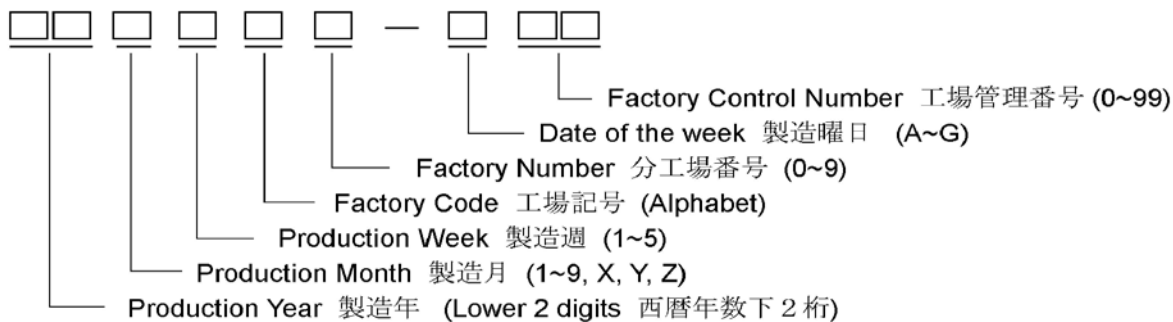 Factory Control Number 工場管理番号 (0~99)
Date of the week 製造曜日 (A~G)
Factory Number 分工場番号 (0~9)
Factory Code 工場記号 (Alphabet)
Production Week 製造週 (1~5)
Production Month 製造月 (1~9, X, Y, Z)
Production Year 製造年 (Lower 2 digits 西暦年数下2桁)